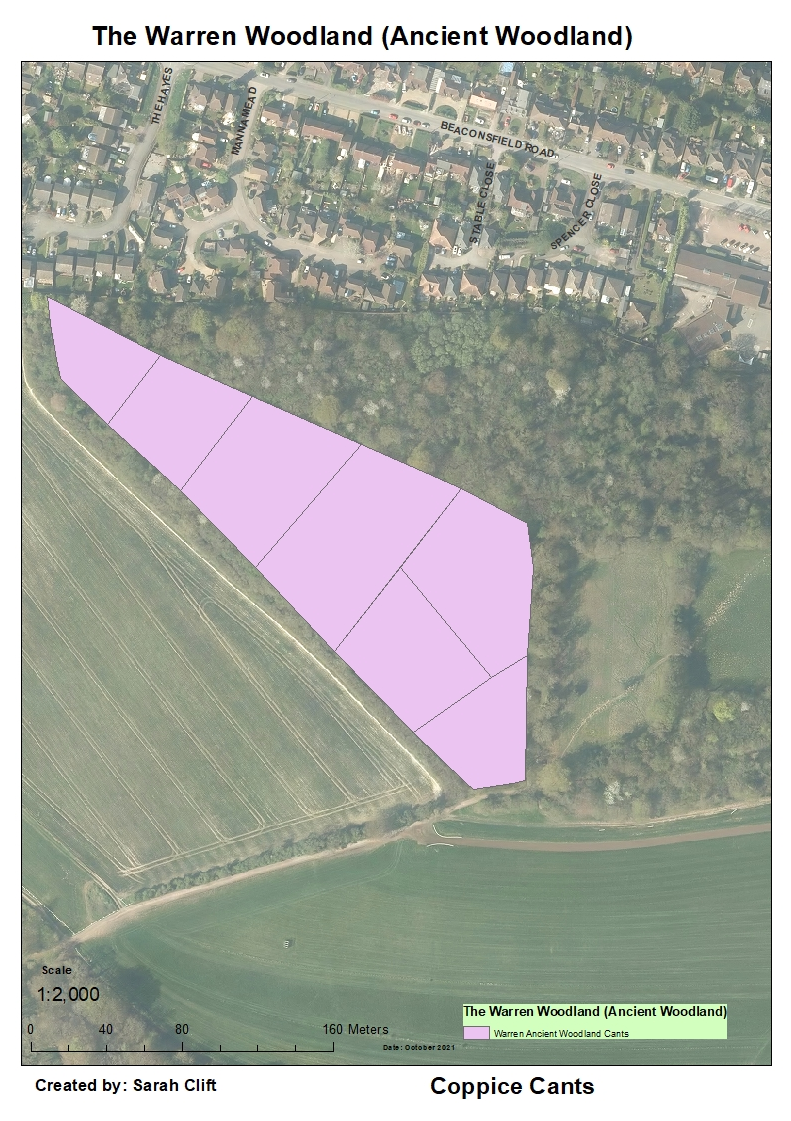 The Warren Woodland (Ancient Woodland)
THE HAYES
MANNAMEAD
BEACONSFIELD ROAD
STABLE CLOSE
SPENCER CLOSE
Scale
1:2,000
0 40 80 160 Meters
The Warren Woodland (Ancient Woodland)
Warren Ancient Woodland Cants
Date: October 2021
Created by: Sarah Clift
Coppice Cants